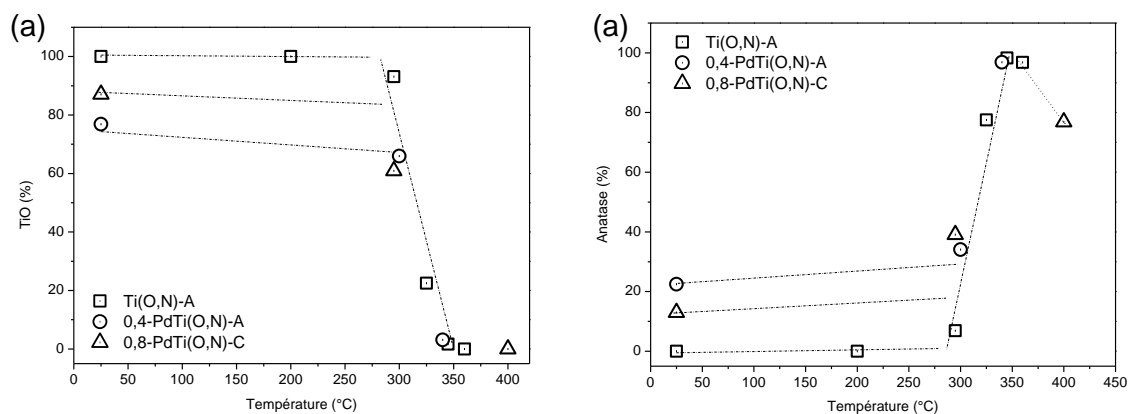 (a)
100
80
60
40
20
0
TiO (%)
Ti(O,N)-A
0,4-PdTi(O,N)-A
0,8-PdTi(O,N)-C
0 50 100 150 200 250 300 350 400
Température (°C)
(a)
100
80
60
40
20
0
Anatase (%)
Ti(O,N)-A
0,4-PdTi(O,N)-A
0,8-PdTi(O,N)-C
0 50 100 150 200 250 300 350 400 450
Température (°C)